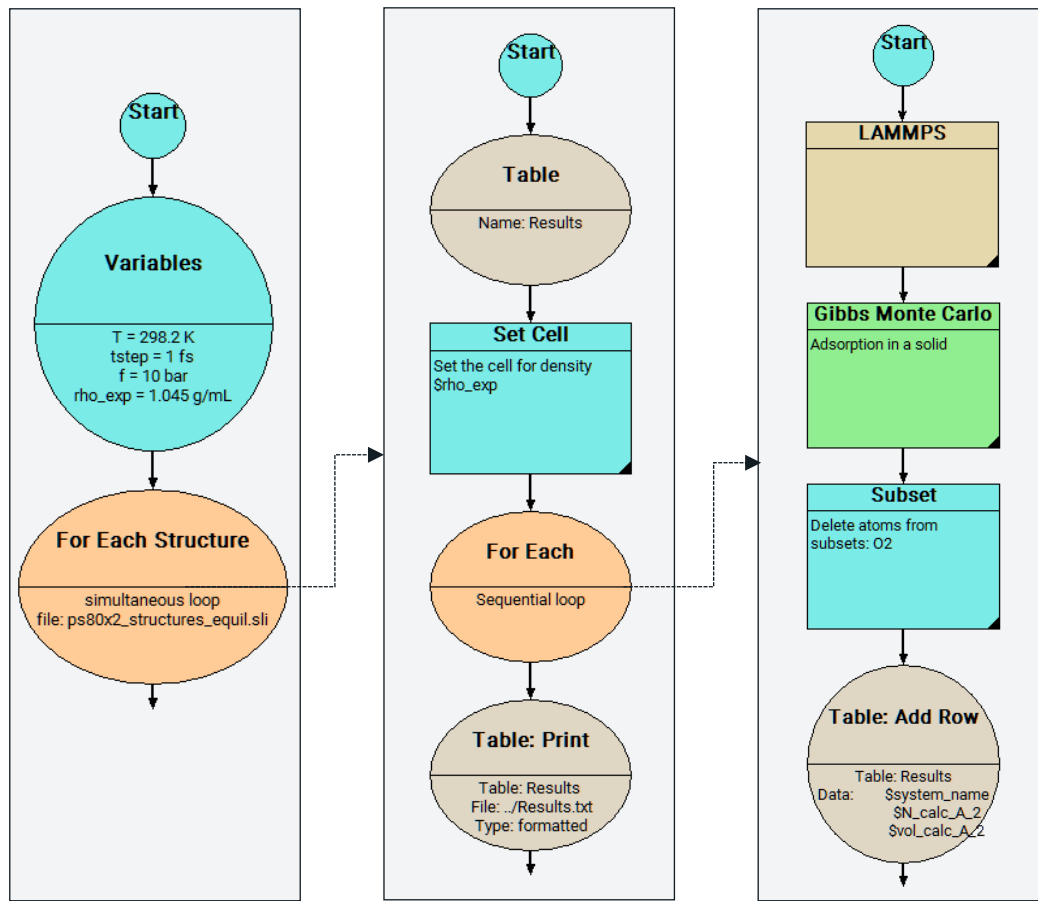 Start
Variables
T = 298.2 K
tstep = 1 fs
f = 10 bar
rho_exp = 1.045 g/mL
For Each Structure
simultaneous loop
file: ps80x2_structures_equil.sli
Start
Table
Name: Results
Set Cell
Set the cell for density
$rho_exp
For Each
Sequential loop
Table: Print
Table: Results
File: ../Results.txt
Type: formatted
Start
LAMMPS
Gibbs Monte Carlo
Adsorption in a solid
Subset
Delete atoms from
subsets: O2
Table: Add Row
Table: Results
Data: $system_name
$N_calc_A_2
$vol_calc_A_2